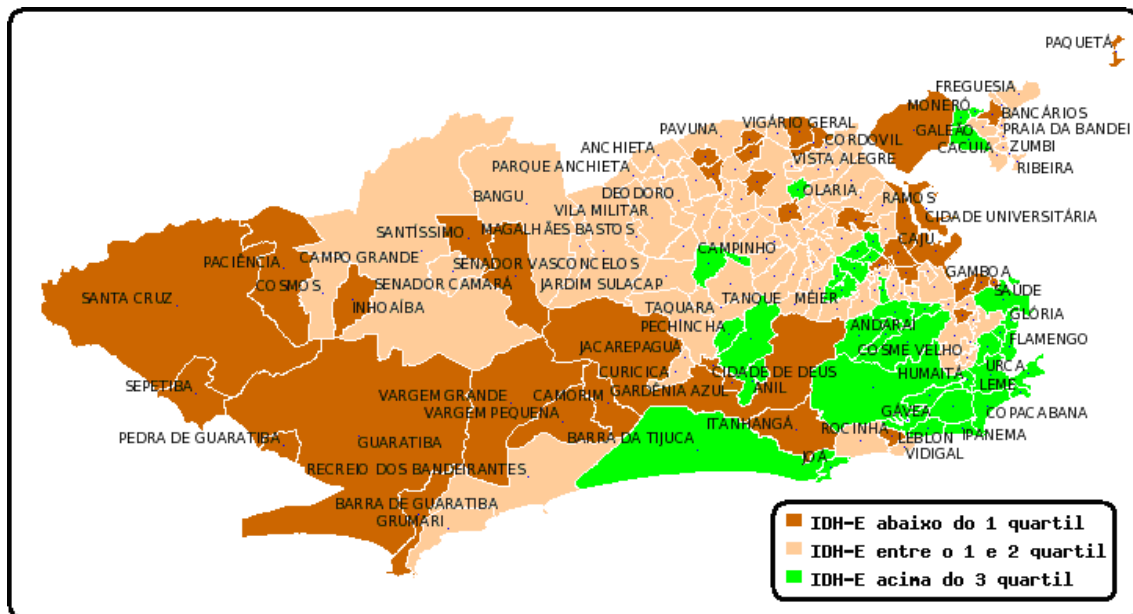 PAQUETÁ
FREGUESIA
MONERÓ
BANCÁRIOS
PAVUNA
VIGÁRIO GERAL
GALEÃO
PRAIA DA BANDEI
CORDOVIL
ANCHIETA
CACUIA
ZUMBI
VISTA ALEGRE
PARQUE ANCHIETA
RIBEIRA
DEODORO
OLARIA
BANGU
RAMOS
VILA MILITAR
CIDADE UNIVERSITÁRIA
SANTÍSSIMO
MAGALHÃES BASTOS
CAJU
CAMPINHO
CAMPO GRANDE
PACIÊNCIA
SENADOR VASCONCELOS
GAMBOA
COSMOS
SENADOR CAMARÁ
JARDIM SULACAP
SAÚDE
SANTA CRUZ
INHOAÍBA
TAQUARA
TANQUE
MÉIER
GLÓRIA
PECHINCHA
ANDARAÍ
FLAMENGO
JACAREPAGUÁ
COSME VELHO
URCA
CURICICA
CIDADE DE DEUS
HUMAITÁ
SEPETIBA
LEME
VARGEM GRANDE
CAMORIM
GARDÊNIA AZUL
ANIL
VARGEM PEQUENA
GÁVEA
COPACABANA
ITANHANGÁ
ROCINHA
PEDRA DE GUARATIBA
GUARATIBA
BARRA DA TIJUCA
LEBLON
IPANEMA
VIDIGAL
JOÁ
RECREIO DOS BANDEIRANTES
BARRA DE GUARATIBA
GRUMARI
IDH-E abaixo do 1 quartil
IDH-E entre o 1 e 2 quartil
IDH-E acima do 3 quartil